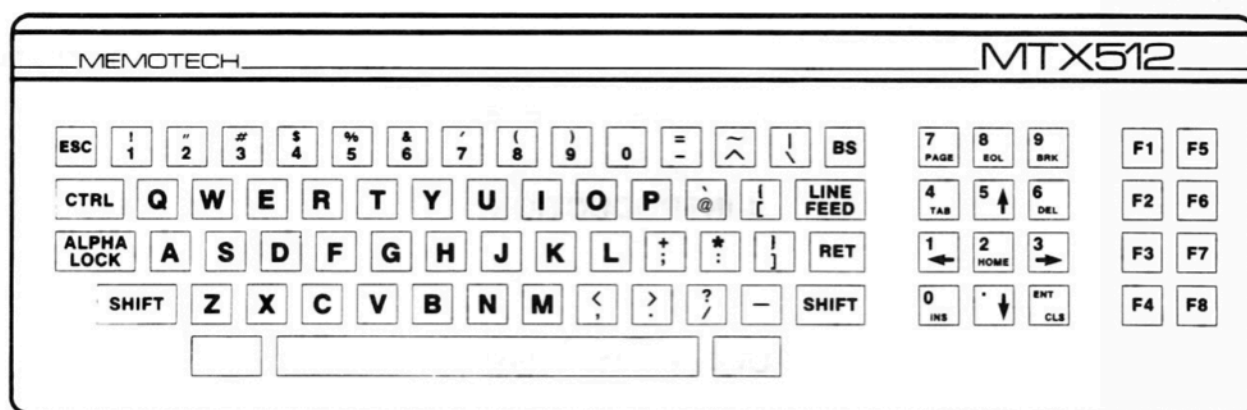 MEMOTECH MTX512
! " # $ % & ' ( ) = ~ |
ESC 1 2 3 4 5 6 7 8 9 0 - ^ \ BS 7 PAGE 8 EOL 9 BRK F1 F5
CTRL Q W E R T Y U I O P ` @ { [ LINE FEED 4 TAB 5 ↑ 6 DEL F2 F6
ALPHA LOCK A S D F G H J K L + ; * : } ] RET 1 ← 2 HOME 3 → F3 F7
SHIFT Z X C V B N M < , > . ? / — SHIFT 0 INS . ↓ ENT CLS F4 F8